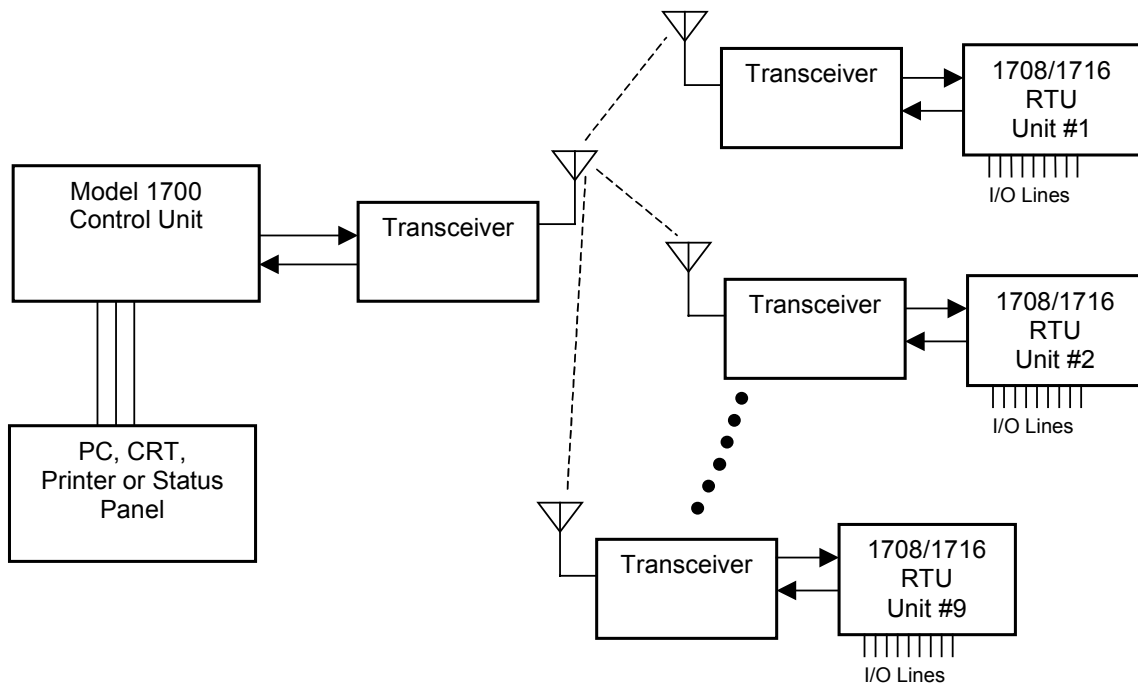 Model 1700
Control Unit
Transceiver
PC, CRT,
Printer or Status
Panel
Transceiver
1708/1716
RTU
Unit #1
I/O Lines
Transceiver
1708/1716
RTU
Unit #2
I/O Lines
Transceiver
1708/1716
RTU
Unit #9
I/O Lines